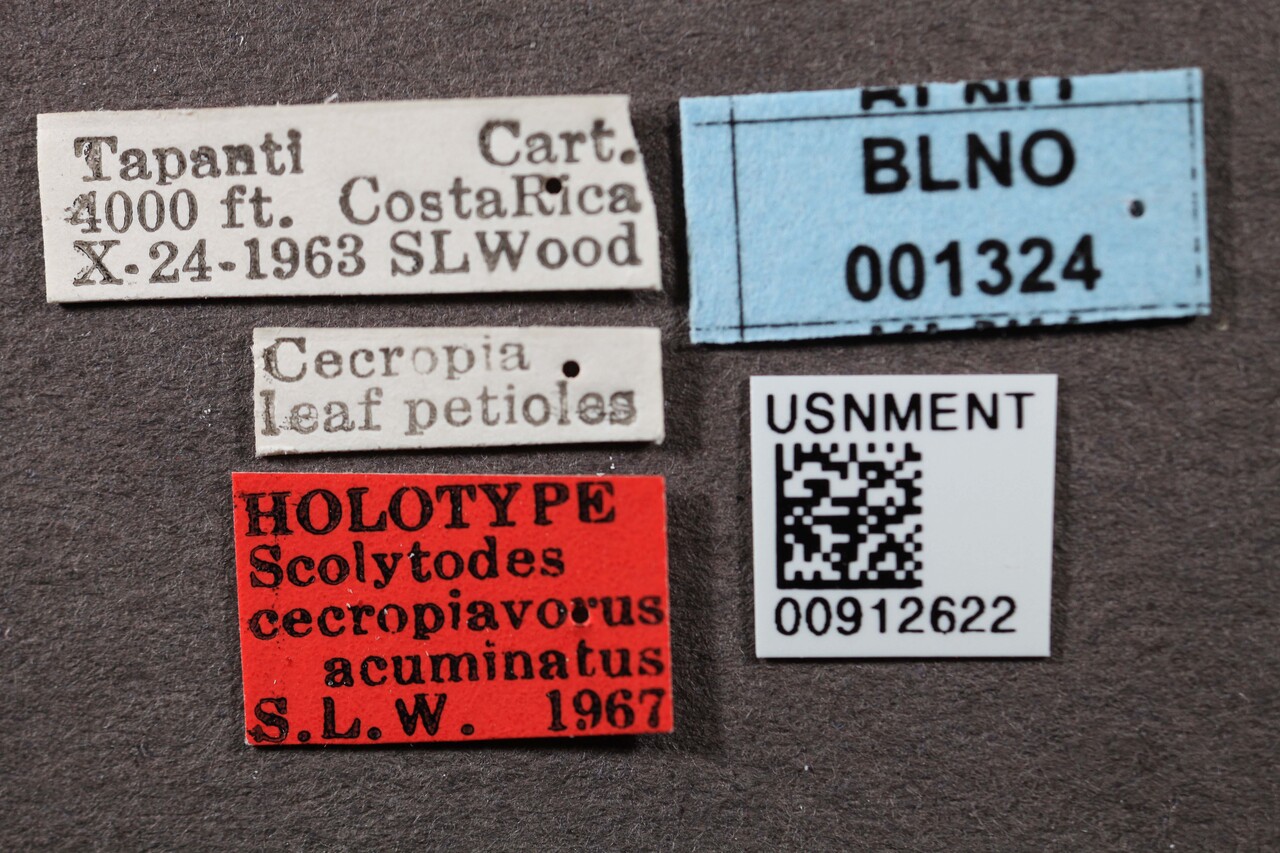 Tapanti Cart.
4000 ft. CostaRica
X-24-1963 SLWood
Cecropia
leaf petioles
HOLOTYPE
Scolytodes
cecropiavorus
acuminatus
S.L.W. 1967
BLNO
001324
USNMENT
00912622